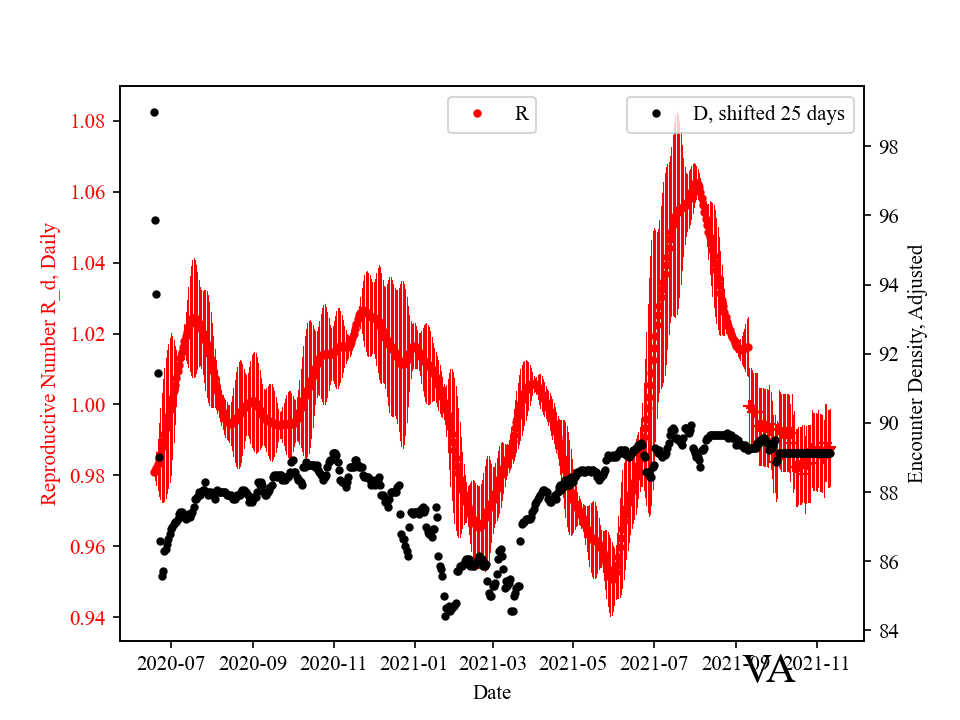 R
D, shifted 25 days
Reproductive Number R_d, Daily
1.08
1.06
1.04
1.02
1.00
0.98
0.96
0.94
98
96
94
92
90
88
86
84
Encounter Density, Adjusted
2020-07 2020-09 2020-11 2021-01 2021-03 2021-05 2021-07 2021-09 2021-11
VA
Date